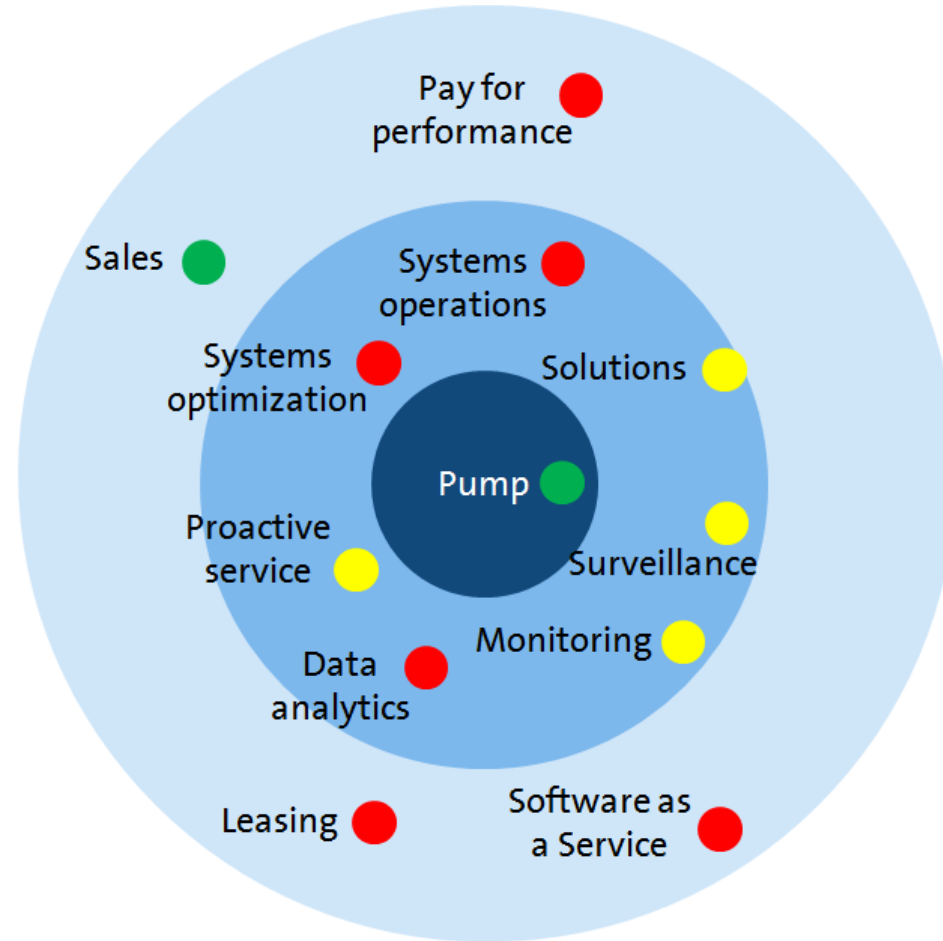 Pay for
performance
Sales
Systems
operations
Systems
optimization
Solutions
Pump
Proactive
service
Surveillance
Monitoring
Data
analytics
Leasing
Software as
a Service